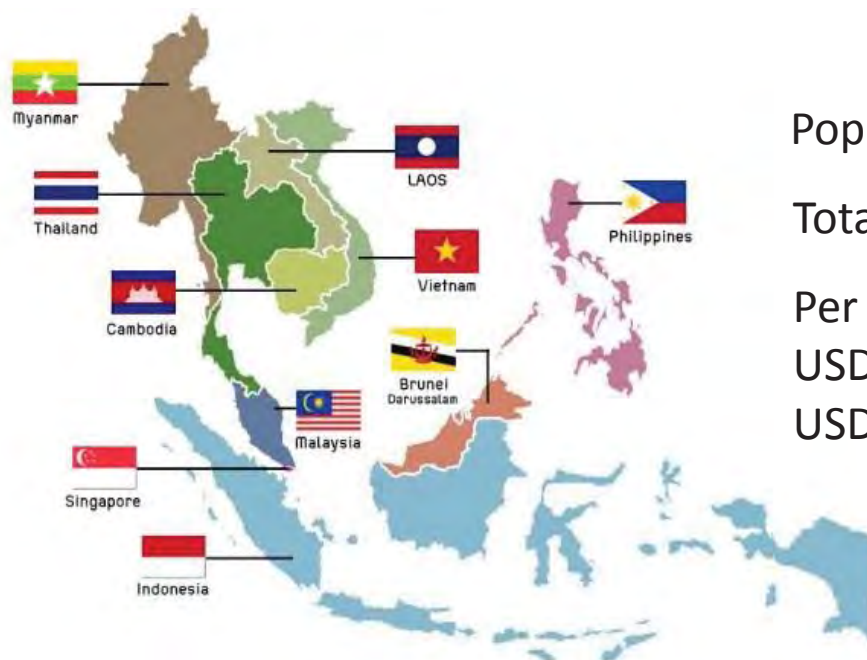 Myanmar
Thailand
Cambodia
LAOS
Vietnam
Philippines
Brunei
Darussalam
Malaysia
Singapore
Indonesia
Pop
Tota
Per
USD
USD